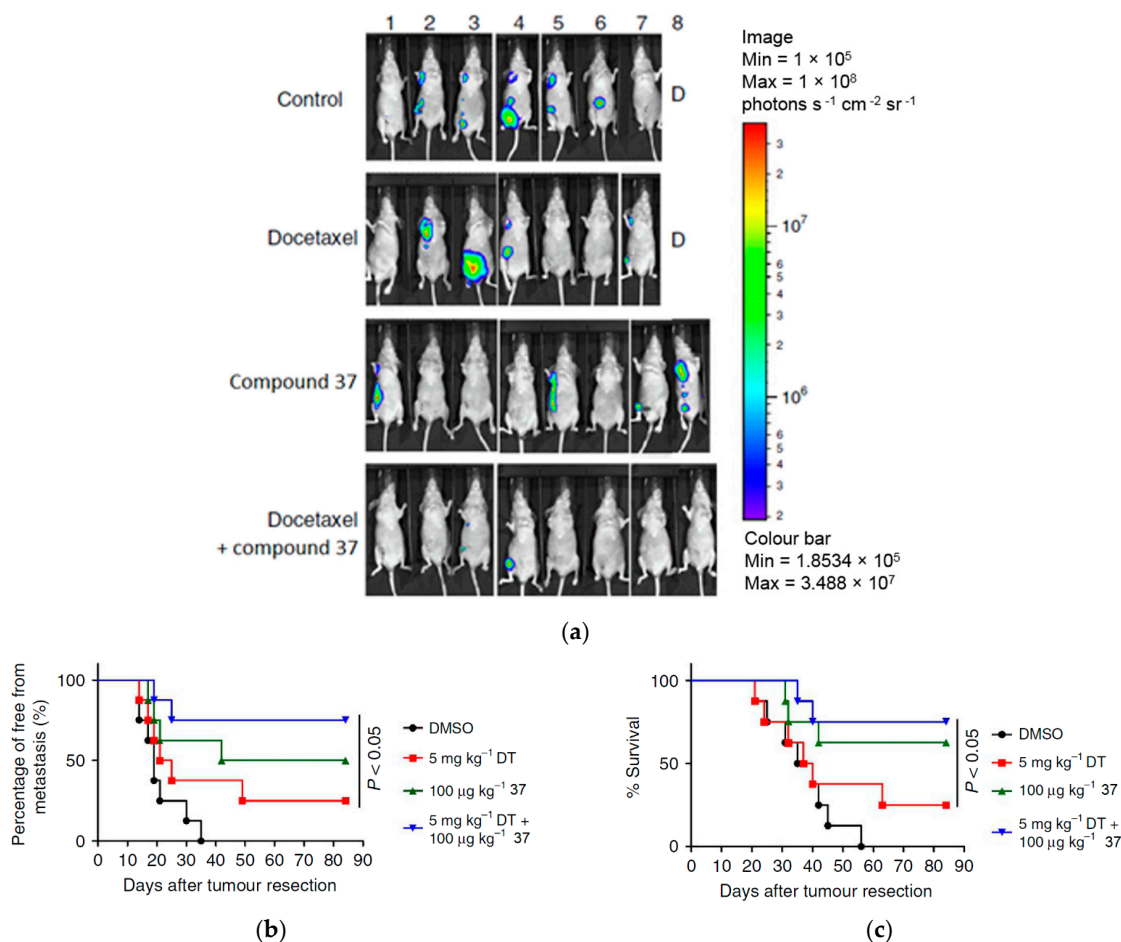 1 2 3 4 5 6 7 8
Control
D
Docetaxel
D
Compound 37
Docetaxel
+ compound 37
Image
Min = 1 × 10⁵
Max = 1 × 10⁸
photons s⁻¹ cm⁻² sr⁻¹
3
2
10⁷
6
5
4
3
2
10⁶
6
5
4
3
2
Colour bar
Min = 1.8534 × 10⁵
Max = 3.488 × 10⁷
(a)
Percentage of free from
metastasis (%)
100
50
0
0 10 20 30 40 50 60 70 80 90
Days after tumour resection
P < 0.05
DMSO
5 mg kg⁻¹ DT
100 µg kg⁻¹ 37
5 mg kg⁻¹ DT +
100 µg kg⁻¹ 37
(b)
% Survival
100
50
0
0 10 20 30 40 50 60 70 80 90
Days after tumour resection
P < 0.05
DMSO
5 mg kg⁻¹ DT
100 µg kg⁻¹ 37
5 mg kg⁻¹ DT +
100 µg kg⁻¹ 37
(c)